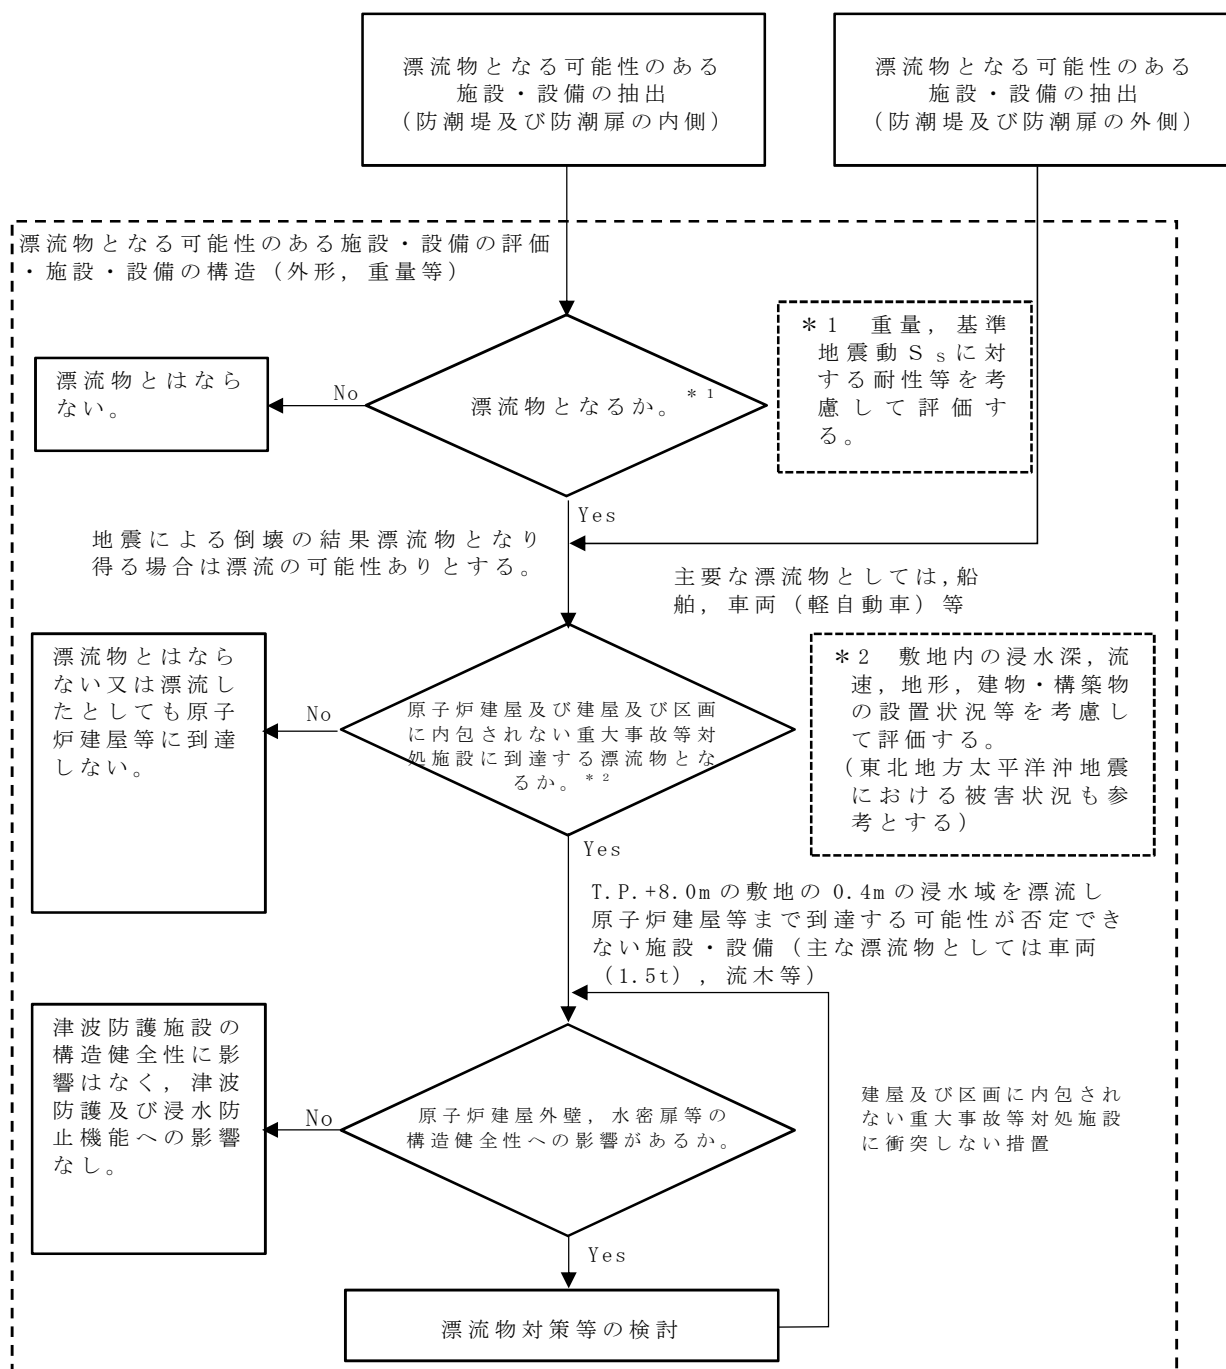 漂流物となる可能性のある
施設・設備の抽出
(防潮堤及び防潮扉の内側)
漂流物となる可能性のある
施設・設備の抽出
(防潮堤及び防潮扉の外側)
漂流物となる可能性のある施設・設備の評価
・施設・設備の構造（外形，重量等）
＊1　重量，基準
地震動Ｓｓに対
する耐性等を考
慮して評価す
る。
漂流物とはなら
ない。
No
漂流物となるか。＊1
Yes
地震による倒壊の結果漂流物となり
得る場合は漂流の可能性ありとする。
主要な漂流物としては,船
舶，車両（軽自動車）等
漂流物とはなら
ない又は漂流し
たとしても原子
炉建屋等に到達
しない。
No
原子炉建屋及び建屋及び区画
に内包されない重大事故等対
処施設に到達する漂流物とな
るか。＊2
＊2　敷地内の浸水深，流
速，地形，建物・構築物
の設置状況等を考慮し
て評価する。
（東北地方太平洋沖地震
における被害状況も参
考とする）
Yes
T.P.+8.0mの敷地の0.4mの浸水域を漂流し
原子炉建屋等まで到達する可能性が否定でき
ない施設・設備（主な漂流物としては車両
（1.5t）, 流木等）
津波防護施設の
構造健全性に影
響はなく，津波
防護及び浸水防
止機能への影響
なし。
No
原子炉建屋外壁，水密扉等の
構造健全性への影響があるか。
建屋及び区画に内包され
ない重大事故等対処施設
に衝突しない措置
Yes
漂流物対策等の検討